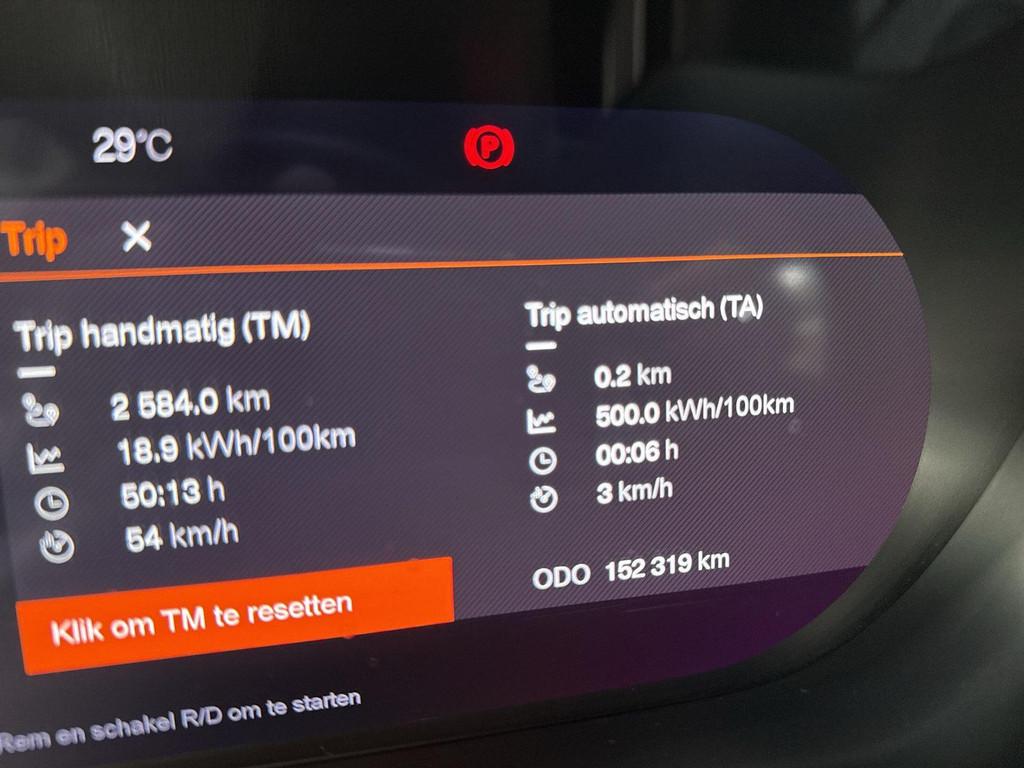 29°C
P
Trip
Trip handmatig (TM)
2 584.0 km
18.9 kWh/100km
50:13 h
54 km/h
Klik om TM te resetten
Trip automatisch (TA)
0.2 km
500.0 kWh/100km
00:06 h
3 km/h
ODO 152 319 km
Rem en schakel R/D om te starten